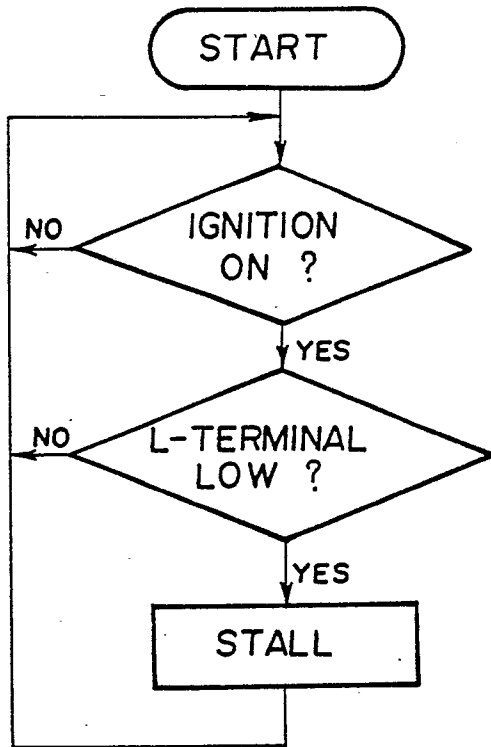 START
IGNITION
ON ?
NO
YES
L-TERMINAL
LOW ?
NO
YES
STALL